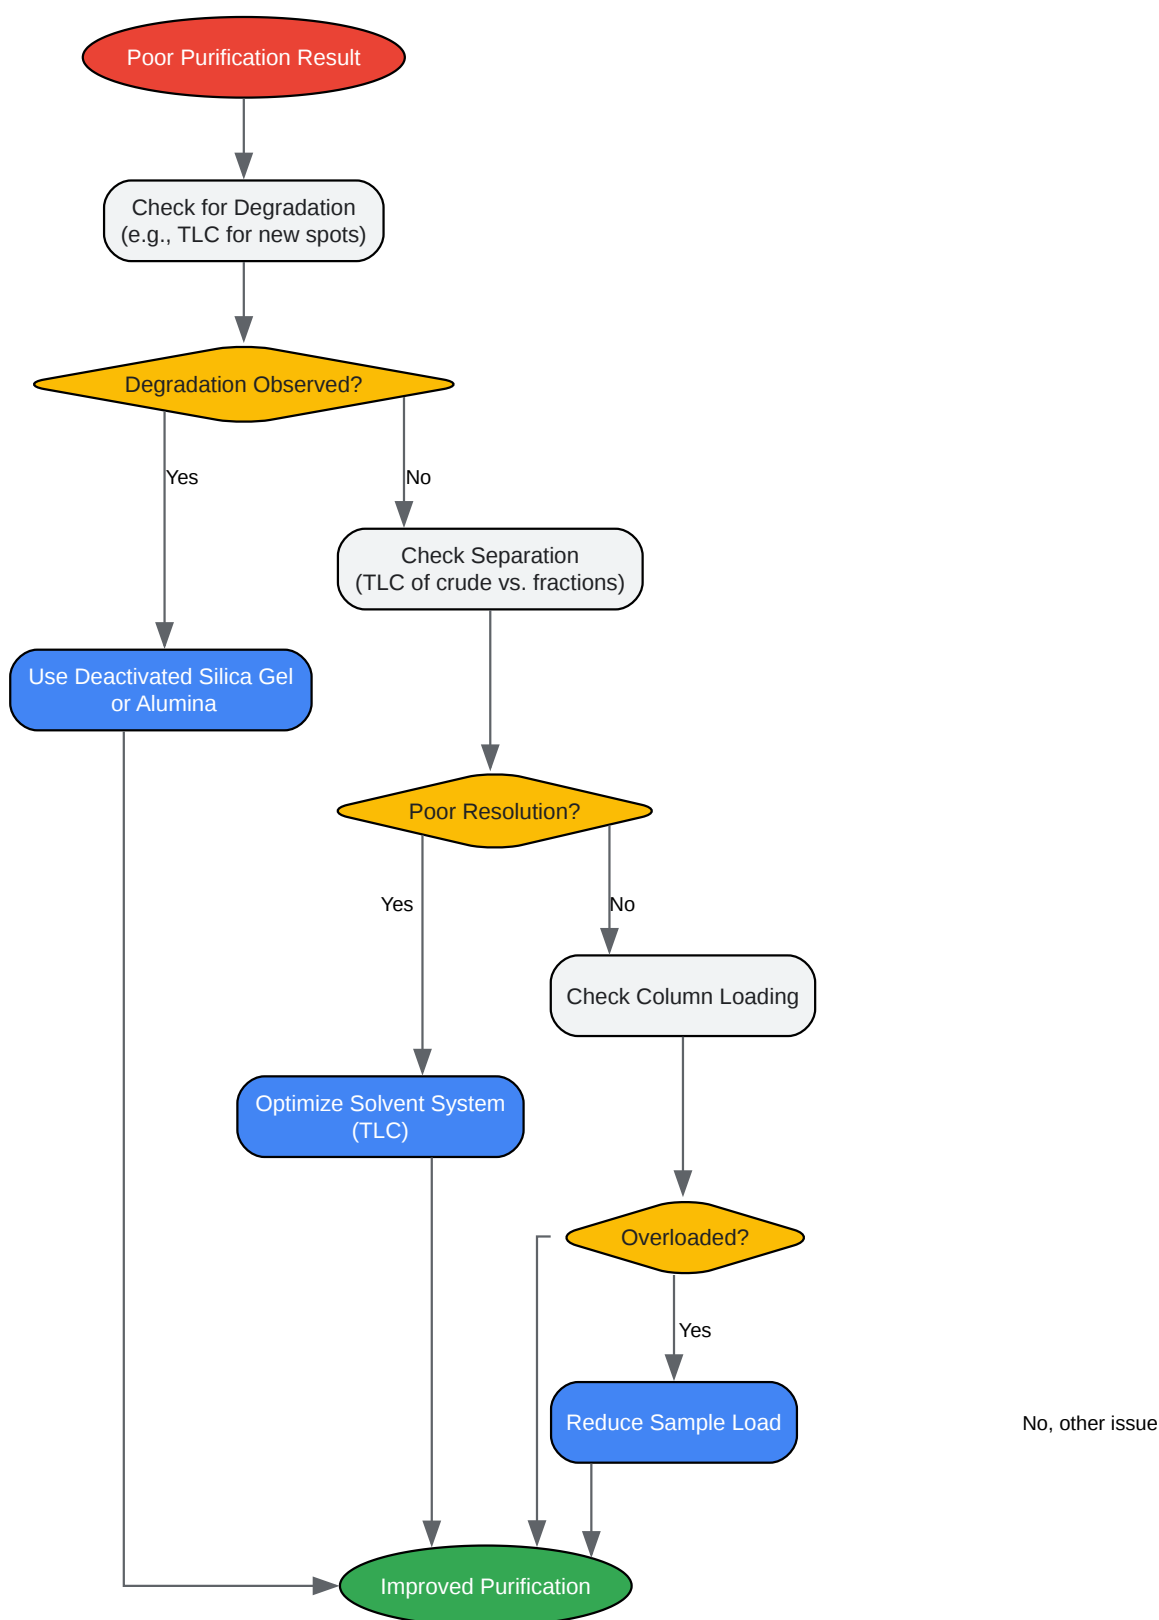 Poor Purification Result
Check for Degradation
(e.g., TLC for new spots)
Degradation Observed?
Yes
No
Check Separation
(TLC of crude vs. fractions)
Use Deactivated Silica Gel
or Alumina
Poor Resolution?
Yes
No
Check Column Loading
Optimize Solvent System
(TLC)
Overloaded?
Yes
Reduce Sample Load
No, other issue
Improved Purification